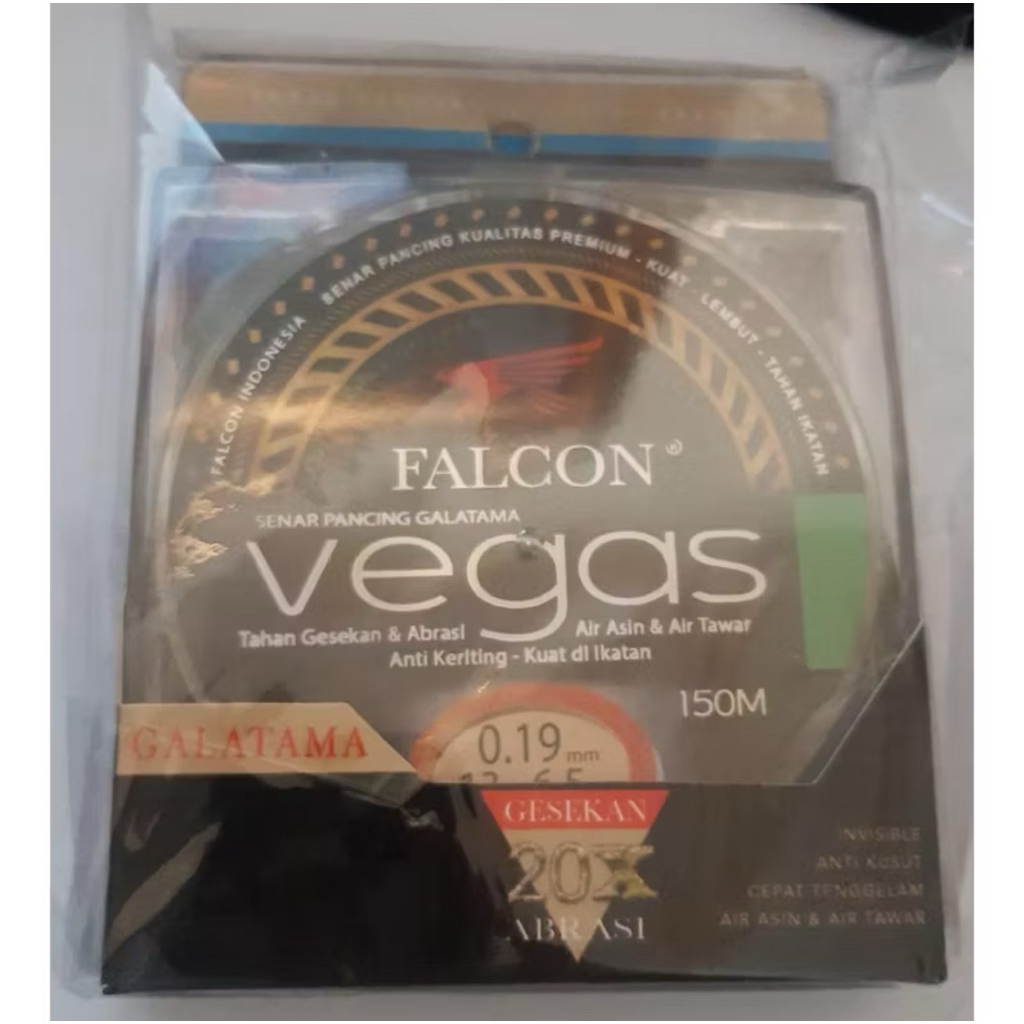 FALCON INDONESIA SENAR PANCING KUALITAS PREMIUM - KUAT - LEMBUT - TAHAN IKATAN
FALCON ®
SENAR PANCING GALATAMA
vegas
Tahan Gesekan & Abrasi
Air Asin & Air Tawar
Anti Keriting - Kuat di Ikatan
150M
GALATAMA
0.19 mm
GESEKAN
20X
ABRASI
INVISIBLE
ANTI KUSUT
CEPAT TENGGELAM
AIR ASIN & AIR TAWAR